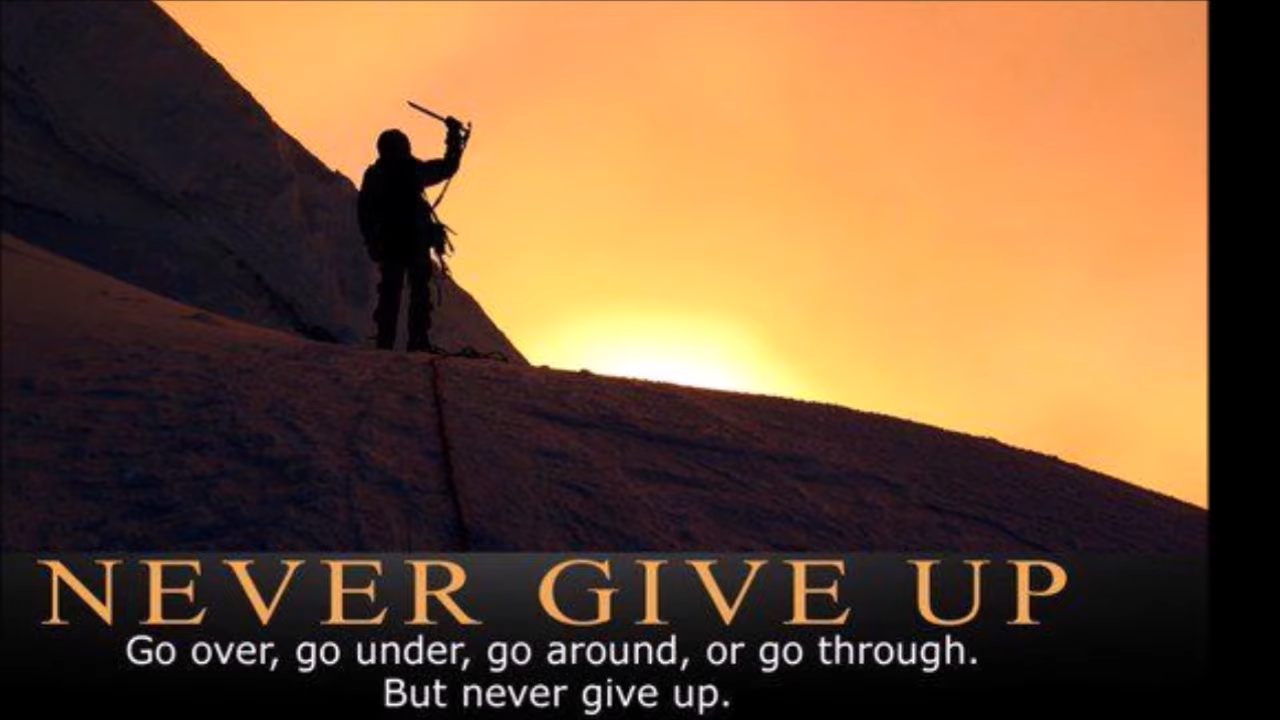 NEVER GIVE UP
Go over, go under, go around, or go through.
But never give up.